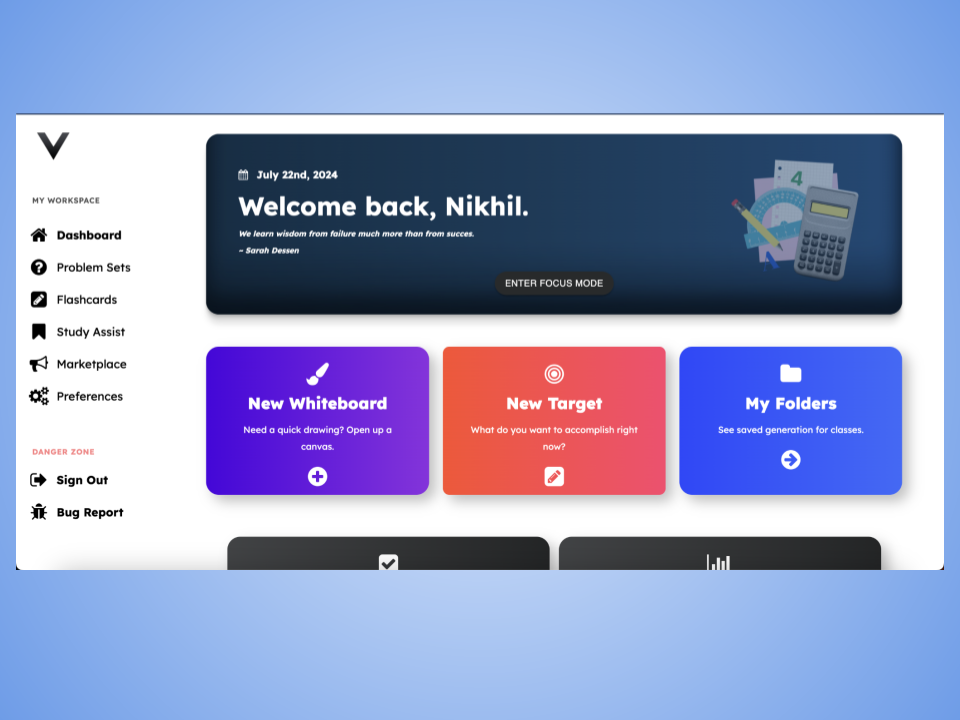 MY WORKSPACE
Dashboard
Problem Sets
Flashcards
Study Assist
Marketplace
Preferences
DANGER ZONE
Sign Out
Bug Report
July 22nd, 2024
Welcome back, Nikhil.
We learn wisdom from failure much more than from succes.
~ Sarah Dessen
ENTER FOCUS MODE
4
New Whiteboard
Need a quick drawing? Open up a
canvas.
New Target
What do you want to accomplish right
now?
My Folders
See saved generation for classes.